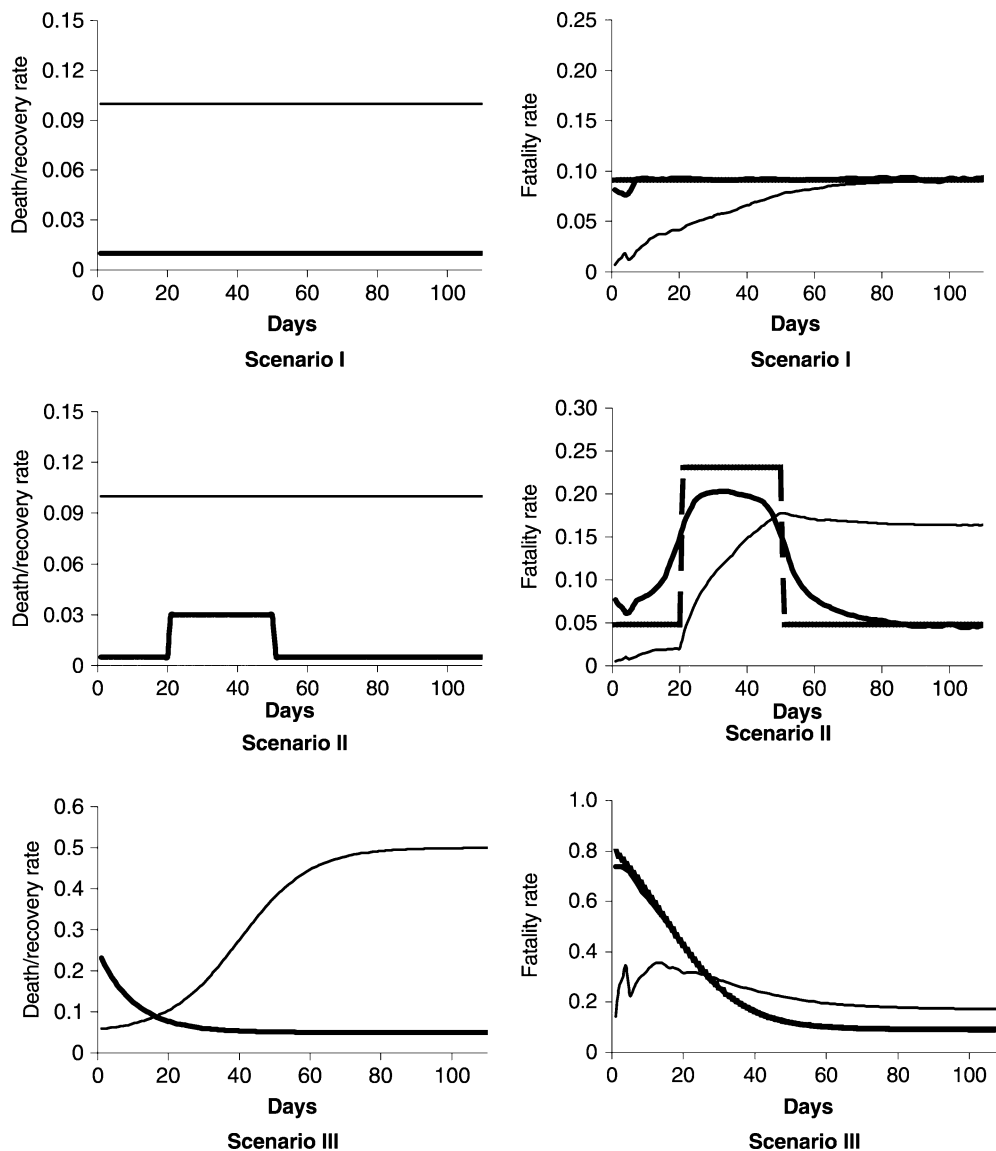 Death/recovery rate
0.15
0.12
0.09
0.06
0.03
0
0 20 40 60 80 100
Days
Scenario I
Fatality rate
0.25
0.20
0.15
0.10
0.05
0
0 20 40 60 80 100
Days
Scenario I
Death/recovery rate
0.15
0.12
0.09
0.06
0.03
0
0 20 40 60 80 100
Days
Scenario II
Fatality rate
0.30
0.25
0.20
0.15
0.10
0.05
0
0 20 40 60 80 100
Days
Scenario II
Death/recovery rate
0.6
0.5
0.4
0.3
0.2
0.1
0
0 20 40 60 80 100
Days
Scenario III
Fatality rate
1.0
0.8
0.6
0.4
0.2
0
0 20 40 60 80 100
Days
Scenario III